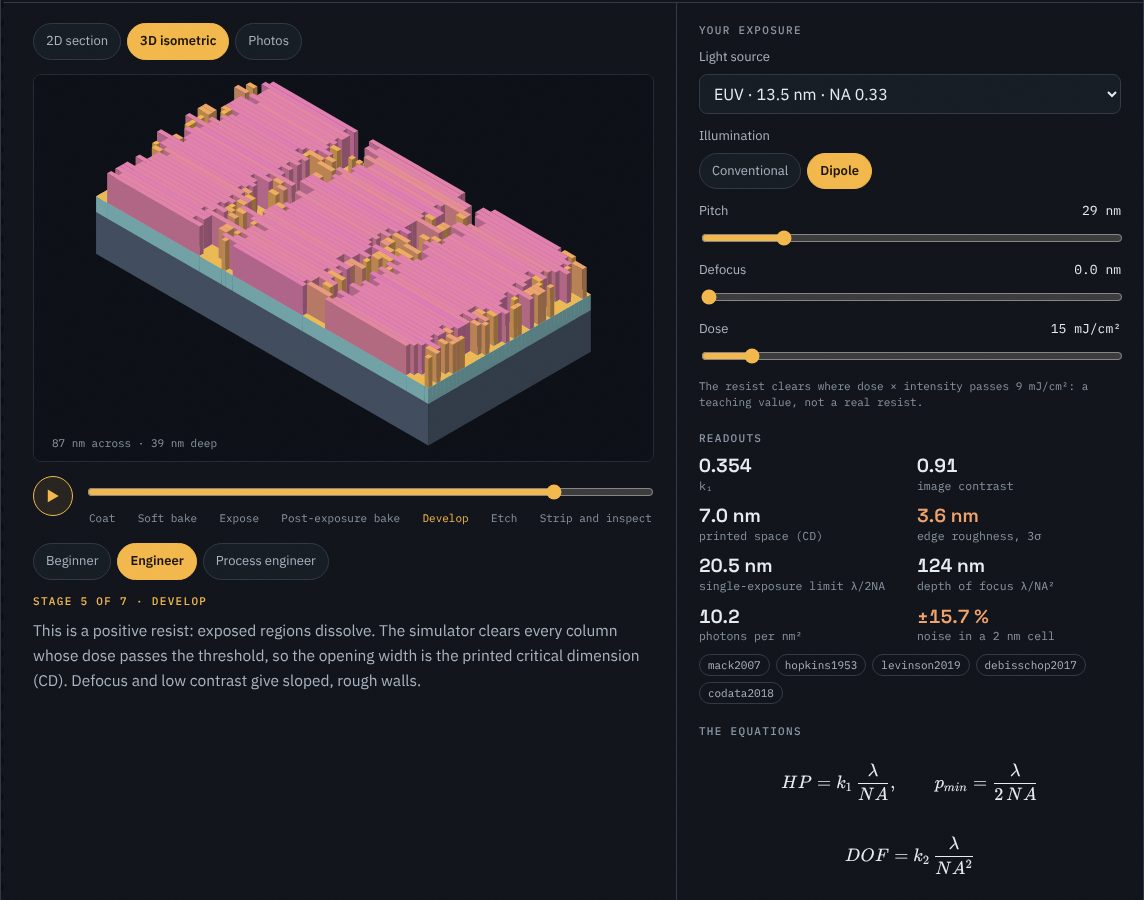 2D section
3D isometric
Photos
87 nm across · 39 nm deep
Coat
Soft bake
Expose
Post-exposure bake
Develop
Etch
Strip and inspect
Beginner
Engineer
Process engineer
STAGE 5 OF 7 · DEVELOP
This is a positive resist: exposed regions dissolve. The simulator clears every column
whose dose passes the threshold, so the opening width is the printed critical dimension
(CD). Defocus and low contrast give sloped, rough walls.
YOUR EXPOSURE
Light source
EUV · 13.5 nm · NA 0.33
Illumination
Conventional
Dipole
Pitch 29 nm
Defocus 0.0 nm
Dose 15 mJ/cm²
The resist clears where dose × intensity passes 9 mJ/cm²: a
teaching value, not a real resist.
READOUTS
0.354
k₁
0.91
image contrast
7.0 nm
printed space (CD)
3.6 nm
edge roughness, 3σ
20.5 nm
single-exposure limit λ/2NA
124 nm
depth of focus λ/NA²
10.2
photons per nm²
±15.7 %
noise in a 2 nm cell
mack2007
hopkins1953
levinson2019
debisschop2017
codata2018
THE EQUATIONS
HP = k₁ λ/NA, p_min = λ/2 NA
DOF = k₂ λ/NA²